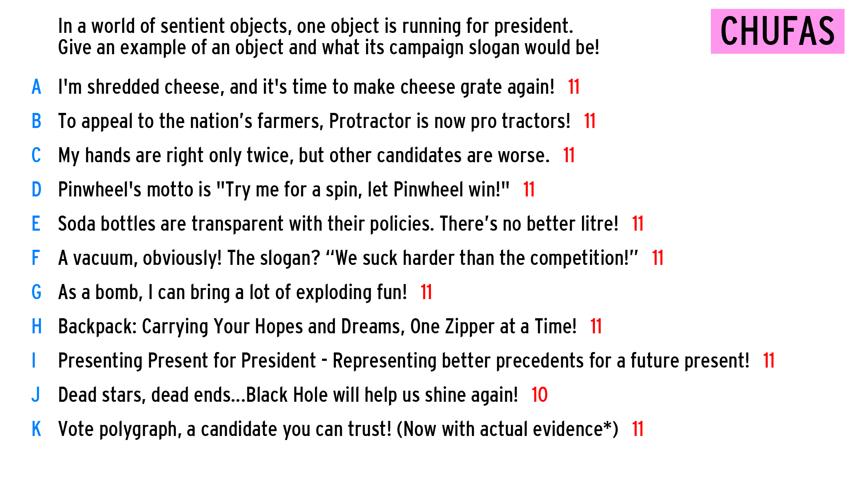 In a world of sentient objects, one object is running for president.
Give an example of an object and what its campaign slogan would be!
CHUFAS
A I'm shredded cheese, and it's time to make cheese grate again! 11
B To appeal to the nation’s farmers, Protractor is now pro tractors! 11
C My hands are right only twice, but other candidates are worse. 11
D Pinwheel's motto is "Try me for a spin, let Pinwheel win!" 11
E Soda bottles are transparent with their policies. There’s no better litre! 11
F A vacuum, obviously! The slogan? “We suck harder than the competition!” 11
G As a bomb, I can bring a lot of exploding fun! 11
H Backpack: Carrying Your Hopes and Dreams, One Zipper at a Time! 11
I Presenting Present for President - Representing better precedents for a future present! 11
J Dead stars, dead ends...Black Hole will help us shine again! 10
K Vote polygraph, a candidate you can trust! (Now with actual evidence*) 11